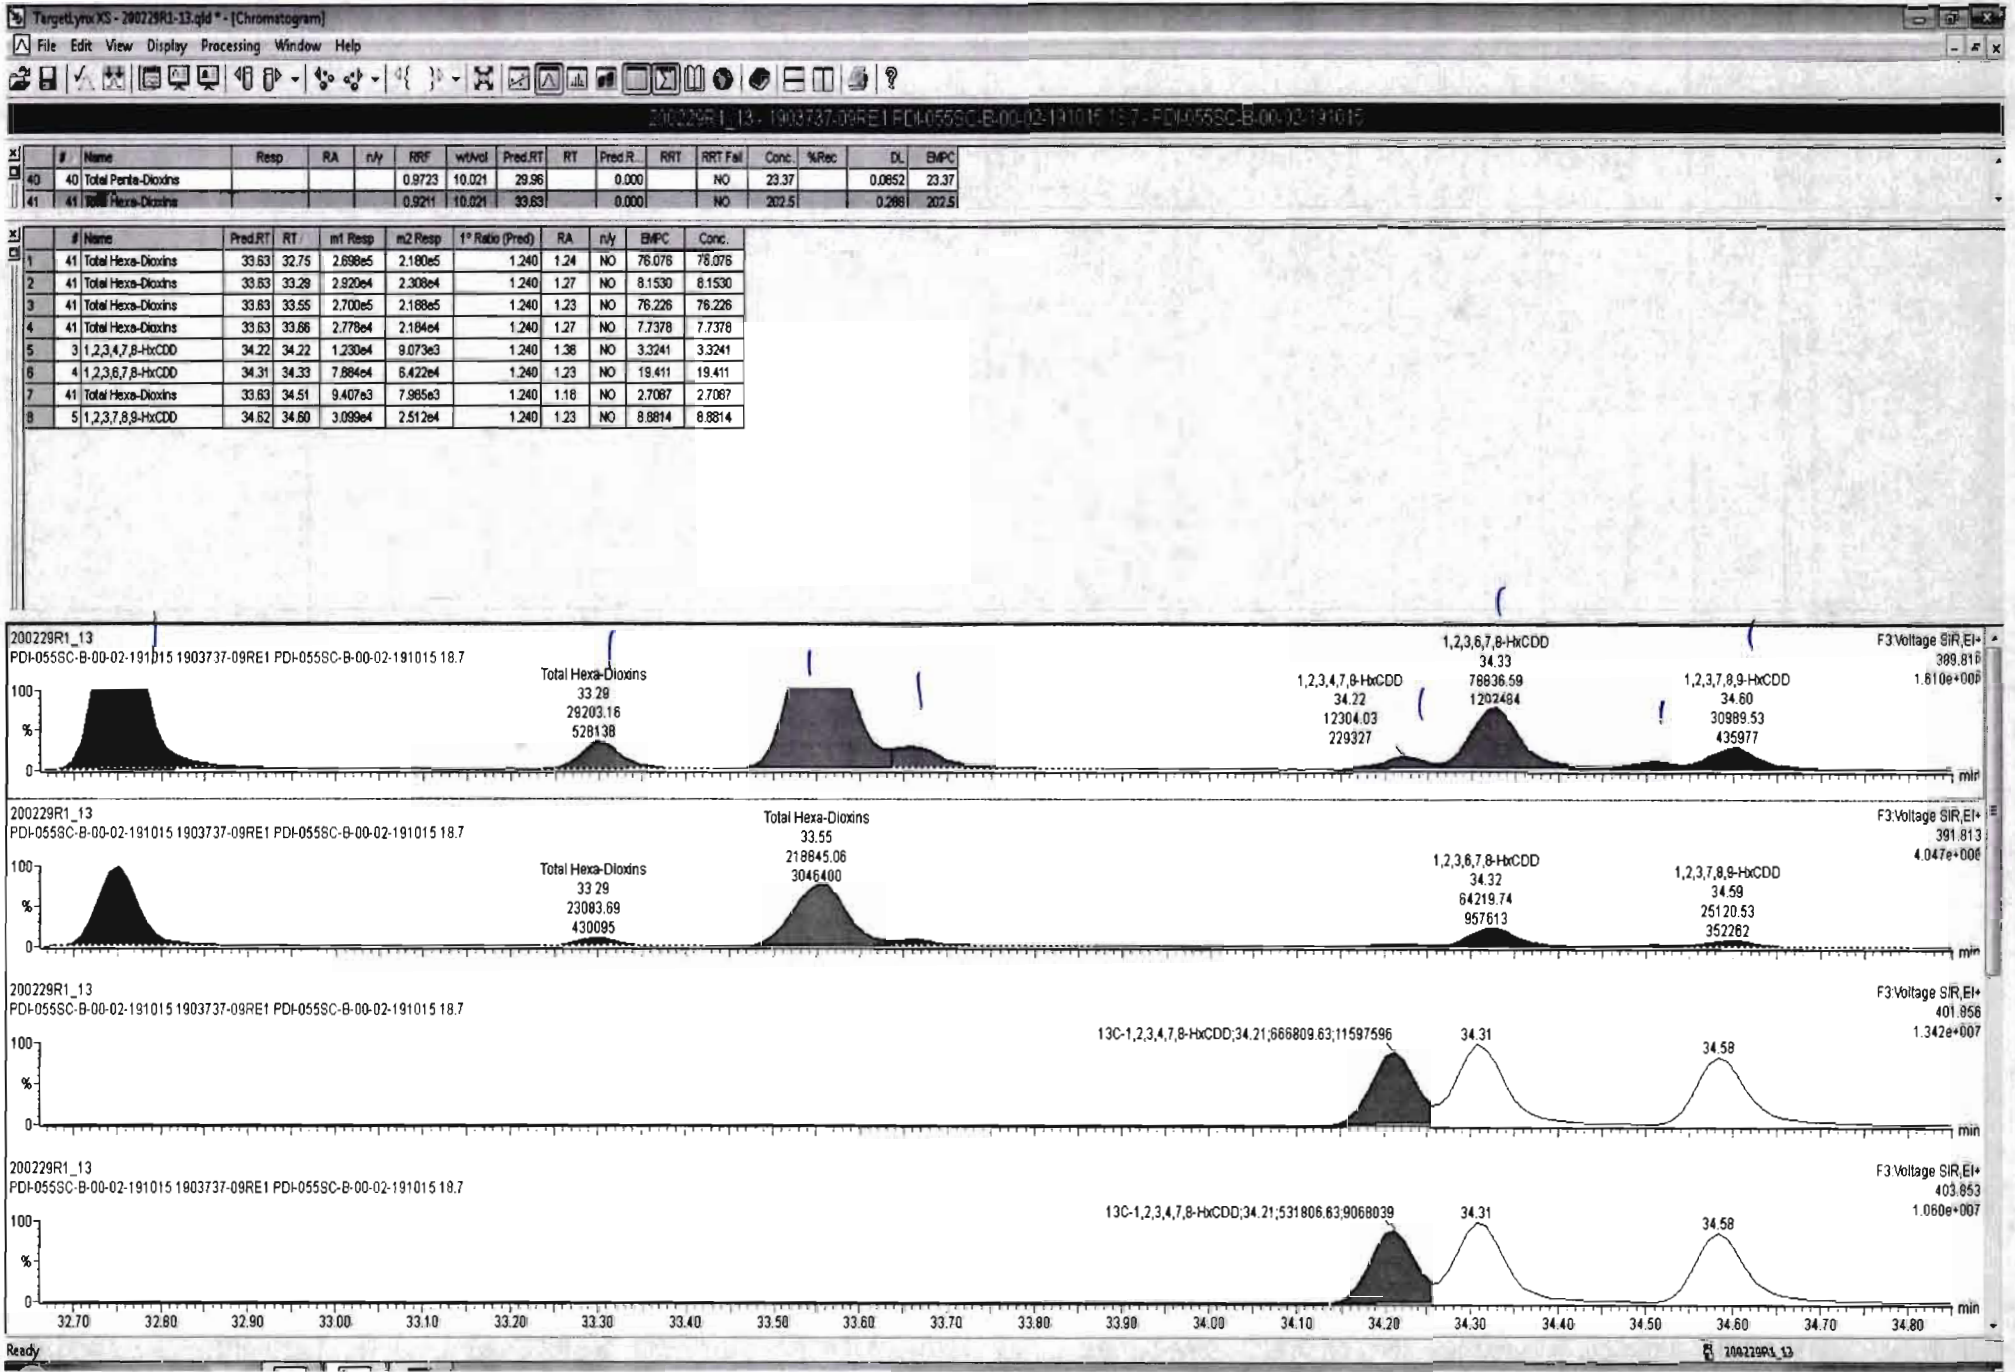 TargetLynx XS - 200229R1-13.qld * - [Chromatogram]
File Edit View Display Processing Window Help
200229R1_13 - 1903737-09RE1 PDI-055SC-B-00-02-191015 18.7 - PDI-055SC-B-00-02-191015
# Name Resp RA n/y RRF wt/vol Pred.RT RT Pred.R... RRT RRT Fail Conc. %Rec DL EMPC
40 40 Total Penta-Dioxins 0.9723 10.021 29.96 0.000 NO 23.37 0.0652 23.37
41 41 Total Hexa-Dioxins 0.9211 10.021 33.63 0.000 NO 202.5 0.286 202.5
# Name Pred.RT RT m1 Resp m2 Resp 1° Ratio (Pred) RA n/y EMPC Conc.
1 41 Total Hexa-Dioxins 33.63 32.75 2.698e5 2.180e5 1.240 1.24 NO 76.076 76.076
2 41 Total Hexa-Dioxins 33.63 33.29 2.920e4 2.308e4 1.240 1.27 NO 8.1530 8.1530
3 41 Total Hexa-Dioxins 33.63 33.55 2.700e5 2.188e5 1.240 1.23 NO 76.226 76.226
4 41 Total Hexa-Dioxins 33.63 33.66 2.778e4 2.184e4 1.240 1.27 NO 7.7378 7.7378
5 3 1,2,3,4,7,8-HxCDD 34.22 34.22 1.230e4 9.073e3 1.240 1.36 NO 3.3241 3.3241
6 4 1,2,3,6,7,8-HxCDD 34.31 34.33 7.884e4 6.422e4 1.240 1.23 NO 19.411 19.411
7 41 Total Hexa-Dioxins 33.63 34.51 9.407e3 7.965e3 1.240 1.18 NO 2.7087 2.7087
8 5 1,2,3,7,8,9-HxCDD 34.62 34.60 3.099e4 2.512e4 1.240 1.23 NO 8.8814 8.8814
200229R1_13
PDI-055SC-B-00-02-191015 1903737-09RE1 PDI-055SC-B-00-02-191015 18.7
F3:Voltage SIR,EI+
389.816
1.610e+006
Total Hexa-Dioxins
33.29
29203.16
528138
1,2,3,4,7,8-HxCDD
34.22
12304.03
229327
1,2,3,6,7,8-HxCDD
34.33
78836.59
1202484
1,2,3,7,8,9-HxCDD
34.60
30989.53
435977
100
%
0
min
200229R1_13
PDI-055SC-B-00-02-191015 1903737-09RE1 PDI-055SC-B-00-02-191015 18.7
F3:Voltage SIR,EI+
391.813
4.047e+006
Total Hexa-Dioxins
33.29
23083.69
430095
Total Hexa-Dioxins
33.55
218845.06
3046400
1,2,3,6,7,8-HxCDD
34.32
64219.74
957613
1,2,3,7,8,9-HxCDD
34.59
25120.53
352262
100
%
0
min
200229R1_13
PDI-055SC-B-00-02-191015 1903737-09RE1 PDI-055SC-B-00-02-191015 18.7
F3:Voltage SIR,EI+
401.856
1.342e+007
13C-1,2,3,4,7,8-HxCDD;34.21;666809.63;11597596
34.31
34.58
100
%
0
min
200229R1_13
PDI-055SC-B-00-02-191015 1903737-09RE1 PDI-055SC-B-00-02-191015 18.7
F3:Voltage SIR,EI+
403.853
1.060e+007
13C-1,2,3,4,7,8-HxCDD;34.21;531806.63;9068039
34.31
34.58
100
%
0
min
32.70 32.80 32.90 33.00 33.10 33.20 33.30 33.40 33.50 33.60 33.70 33.80 33.90 34.00 34.10 34.20 34.30 34.40 34.50 34.60 34.70 34.80
Ready
200229R1_13